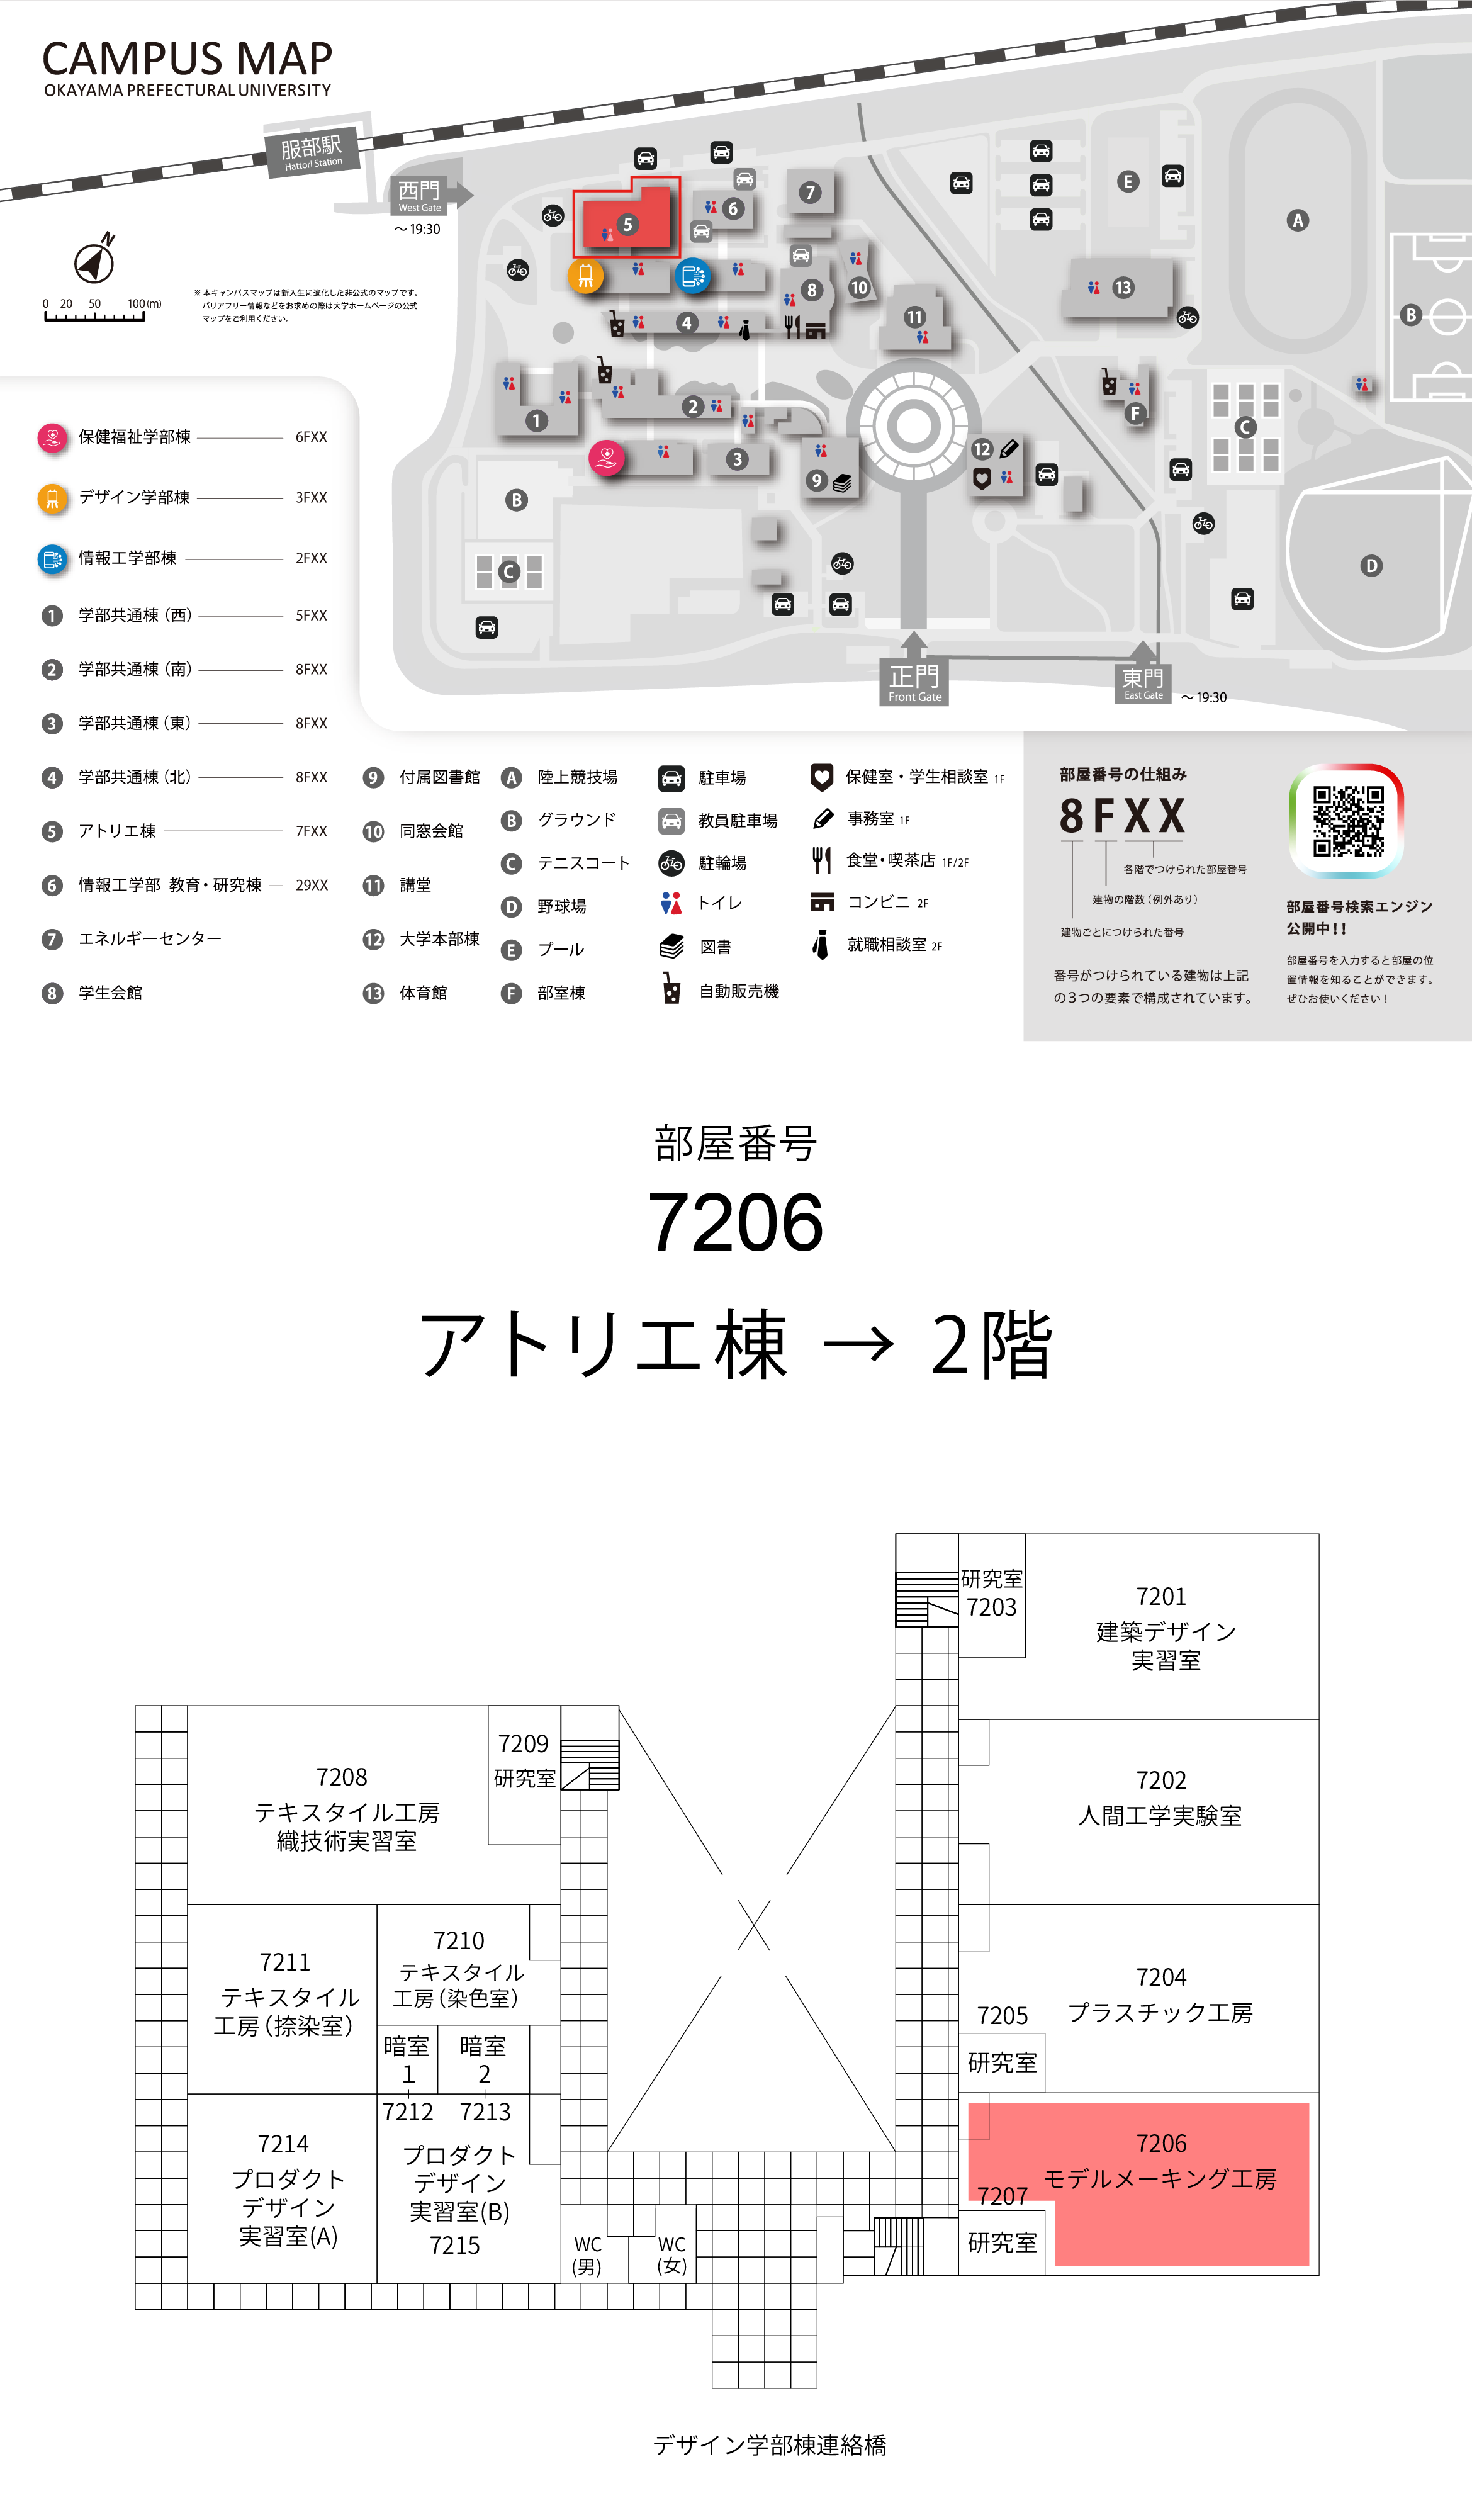 CAMPUS MAP
OKAYAMA PREFECTURAL UNIVERSITY
服部駅
Hattori Station
西門
West Gate
～19:30
N
0 20 50 100(m)
※ 本キャンパスマップは新入生に適化した非公式のマップです。
バリアフリー情報などをお求めの際は大学ホームページの公式
マップをご利用ください。
5
6
7
8
10
4
11
13
1
2
3
9
12
A
B
C
D
E
F
B
C
正門
Front Gate
東門
East Gate
～19:30
保健福祉学部棟 6FXX
デザイン学部棟 3FXX
情報工学部棟 2FXX
1 学部共通棟（西） 5FXX
2 学部共通棟（南） 8FXX
3 学部共通棟（東） 8FXX
4 学部共通棟（北） 8FXX
5 アトリエ棟 7FXX
6 情報工学部 教育・研究棟 29XX
7 エネルギーセンター
8 学生会館
9 付属図書館
10 同窓会館
11 講堂
12 大学本部棟
13 体育館
A 陸上競技場
B グラウンド
C テニスコート
D 野球場
E プール
F 部室棟
駐車場
教員駐車場
駐輪場
トイレ
図書
自動販売機
保健室・学生相談室 1F
事務室 1F
食堂・喫茶店 1F/2F
コンビニ 2F
就職相談室 2F
部屋番号の仕組み
8FXX
各階でつけられた部屋番号
建物の階数（例外あり）
建物ごとにつけられた番号
番号がつけられている建物は上記
の３つの要素で構成されています。
部屋番号検索エンジン
公開中！！
部屋番号を入力すると部屋の位
置情報を知ることができます。
ぜひお使いください！
部屋番号
7206
アトリエ棟 → 2階
研究室
7203
7201
建築デザイン
実習室
7202
人間工学実験室
7204
プラスチック工房
7205
研究室
7206
モデルメーキング工房
7207
研究室
7208
テキスタイル工房
織技術実習室
7209
研究室
7210
テキスタイル
工房（染色室）
7211
テキスタイル
工房（捺染室）
暗室
1
暗室
2
7212
7213
7214
プロダクト
デザイン
実習室(A)
プロダクト
デザイン
実習室(B)
7215
WC
(男)
WC
(女)
デザイン学部棟連絡橋